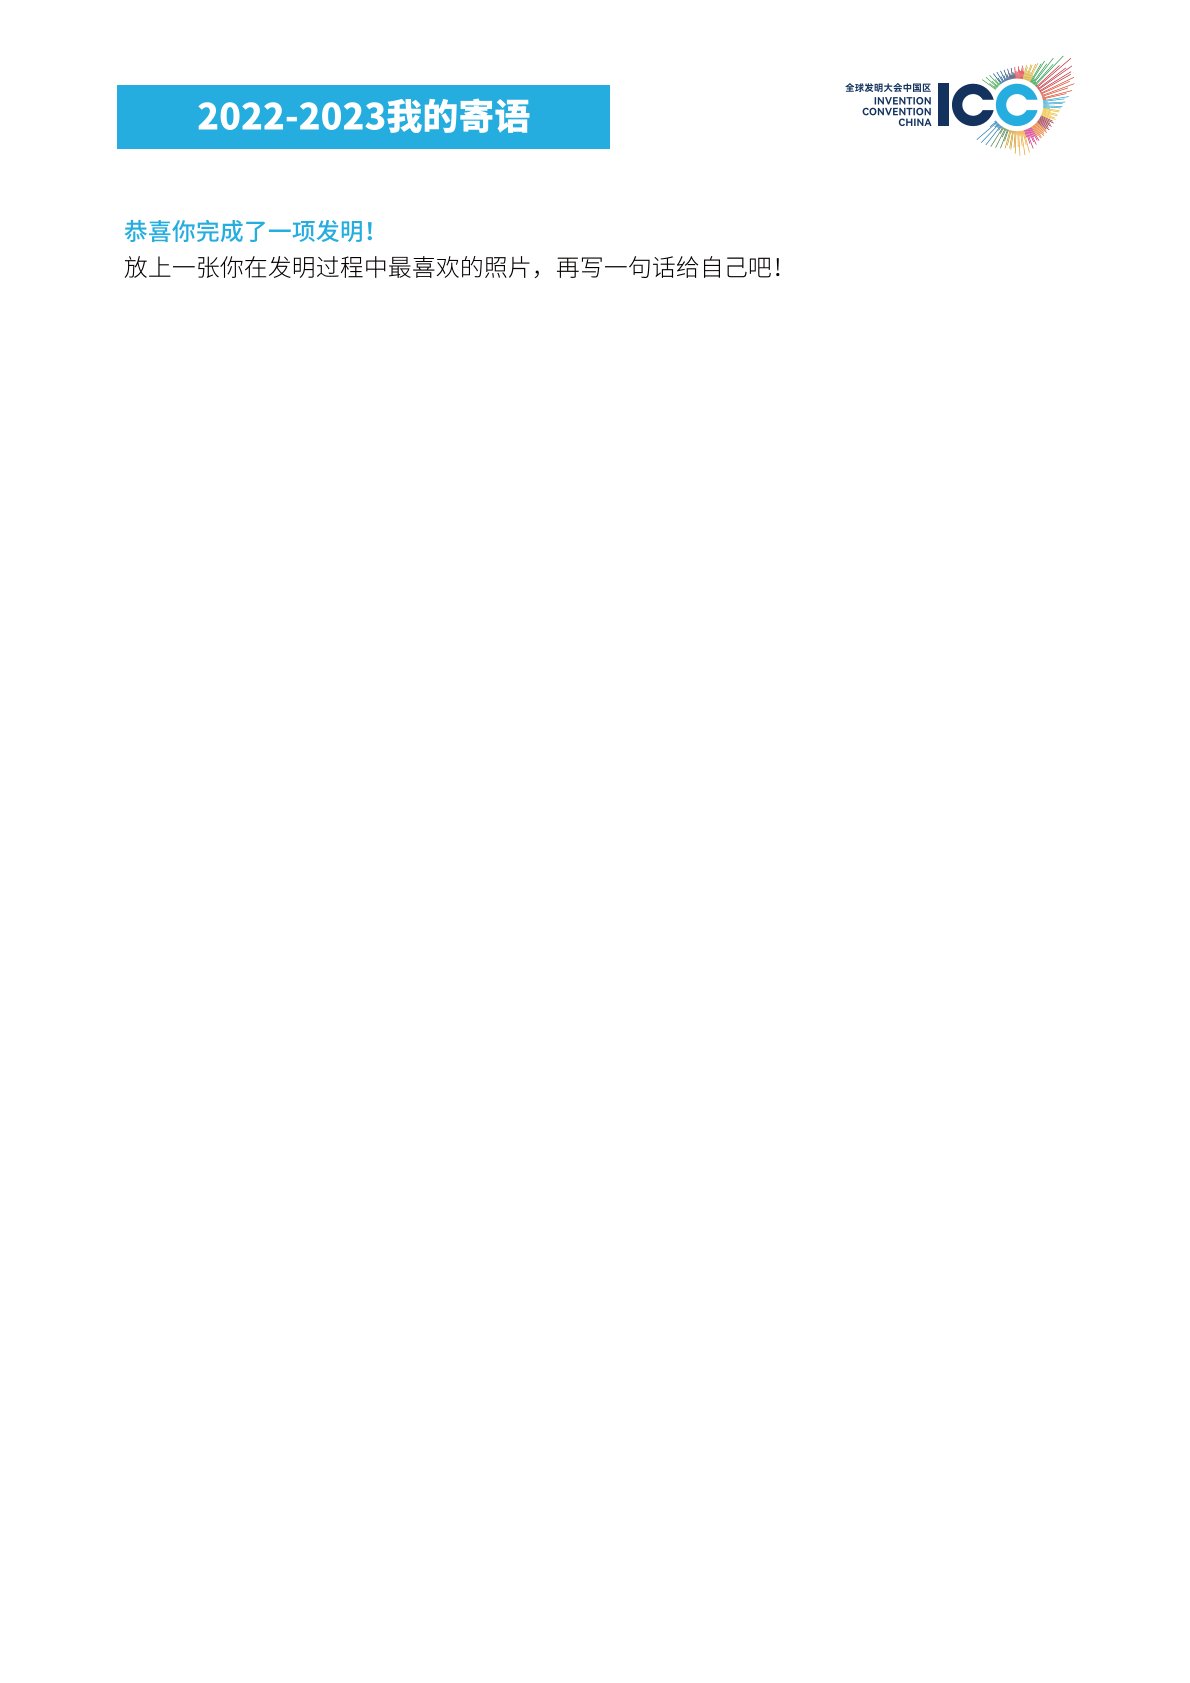 2022-2023我的寄语
全球发明大会中国区
INVENTION
CONVENTION
CHINA
ICC
恭喜你完成了一项发明！
放上一张你在发明过程中最喜欢的照片，再写一句话给自己吧！